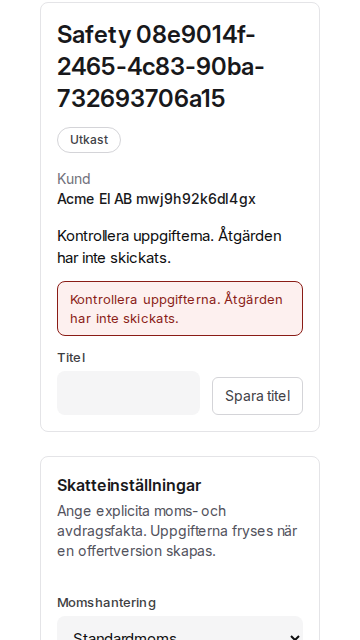 Safety 08e9014f-
2465-4c83-90ba-
732693706a15
Utkast
Kund
Acme El AB mwj9h92k6dl4gx
Kontrollera uppgifterna. Åtgärden
har inte skickats.
Kontrollera uppgifterna. Åtgärden
har inte skickats.
Titel
Spara titel
Skatteinställningar
Ange explicita moms- och
avdragsfakta. Uppgifterna fryses när
en offertversion skapas.
Momshantering
Standardmoms